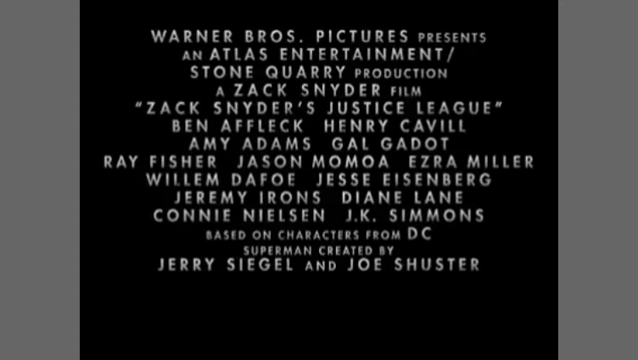 WARNER BROS. PICTURES PRESENTS
AN ATLAS ENTERTAINMENT/
STONE QUARRY PRODUCTION
A ZACK SNYDER FILM
"ZACK SNYDER'S JUSTICE LEAGUE"
BEN AFFLECK HENRY CAVILL
AMY ADAMS GAL GADOT
RAY FISHER JASON MOMOA EZRA MILLER
WILLEM DAFOE JESSE EISENBERG
JEREMY IRONS DIANE LANE
CONNIE NIELSEN J.K. SIMMONS
BASED ON CHARACTERS FROM DC
SUPERMAN CREATED BY
JERRY SIEGEL AND JOE SHUSTER